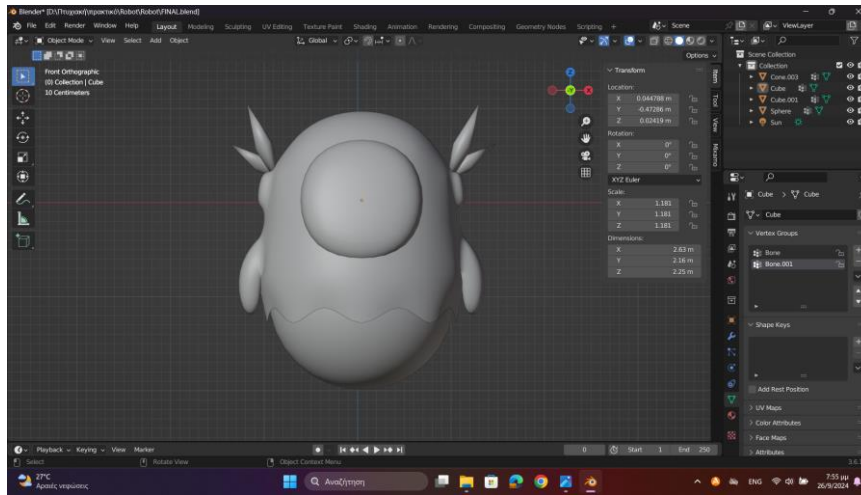 Blender* [D:\Πτυχιακή\πρακτικό\Robot\Robot\FINAL.blend]
File Edit Render Window Help Layout Modeling Sculpting UV Editing Texture Paint Shading Animation Rendering Compositing Geometry Nodes Scripting + Scene ViewLayer
Object Mode View Select Add Object Global
Options
Front Orthographic
(0) Collection | Cube
10 Centimeters
Transform
Location:
X 0.044788 m
Y -0.47286 m
Z 0.02419 m
Rotation:
X 0°
Y 0°
Z 0°
XYZ Euler
Scale:
X 1.181
Y 1.181
Z 1.181
Dimensions:
X 2.63 m
Y 2.16 m
Z 2.25 m
Item
Tool
View
Mixamo
Scene Collection
Collection
Cone.003
Cube
Cube.001
Sphere
Sun
Cube > Cube
Cube
Vertex Groups
Bone
Bone.001
Shape Keys
Add Rest Position
UV Maps
Color Attributes
Face Maps
Attributes
Playback Keying View Marker 0 Start 1 End 250
Select Rotate View Object Context Menu
27°C
Αραιές νεφώσεις
Αναζήτηση
ENG
7:55 μμ
26/9/2024